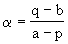 α = (q − b) / (a − p)